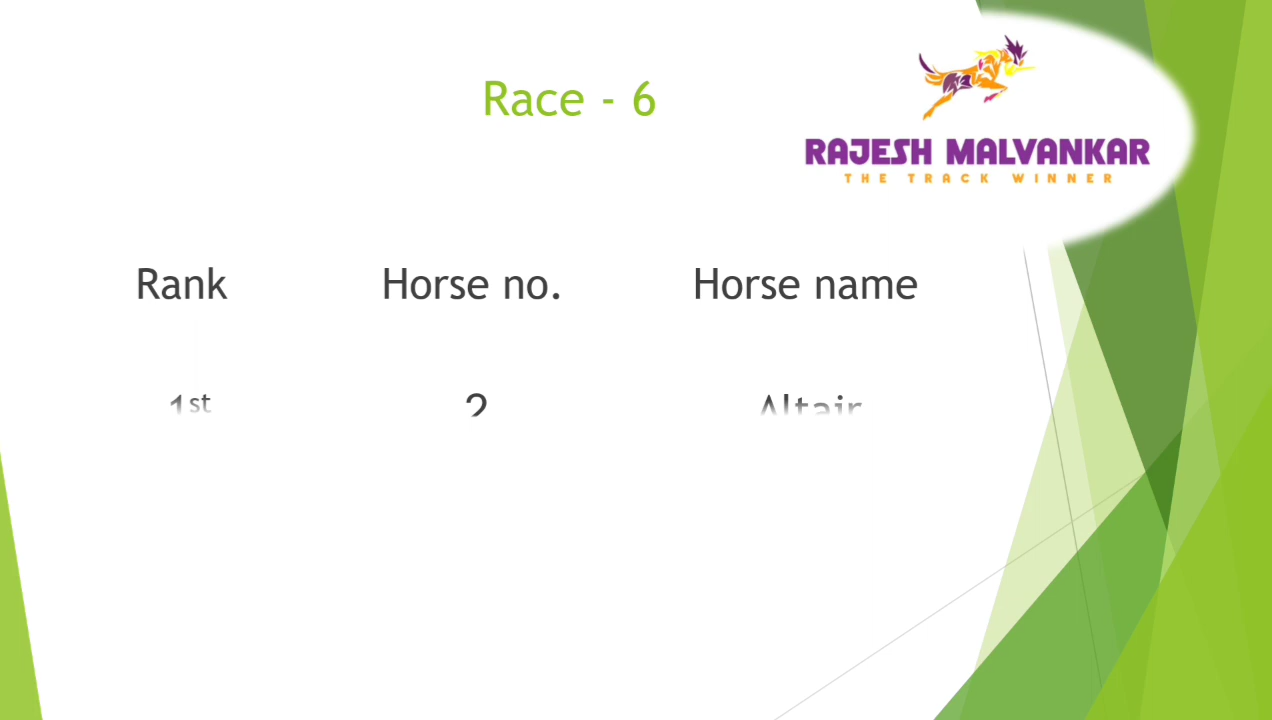 Race - 6
RAJESH MALVANKAR
THE TRACK WINNER
Rank Horse no. Horse name
1st 2 Altair